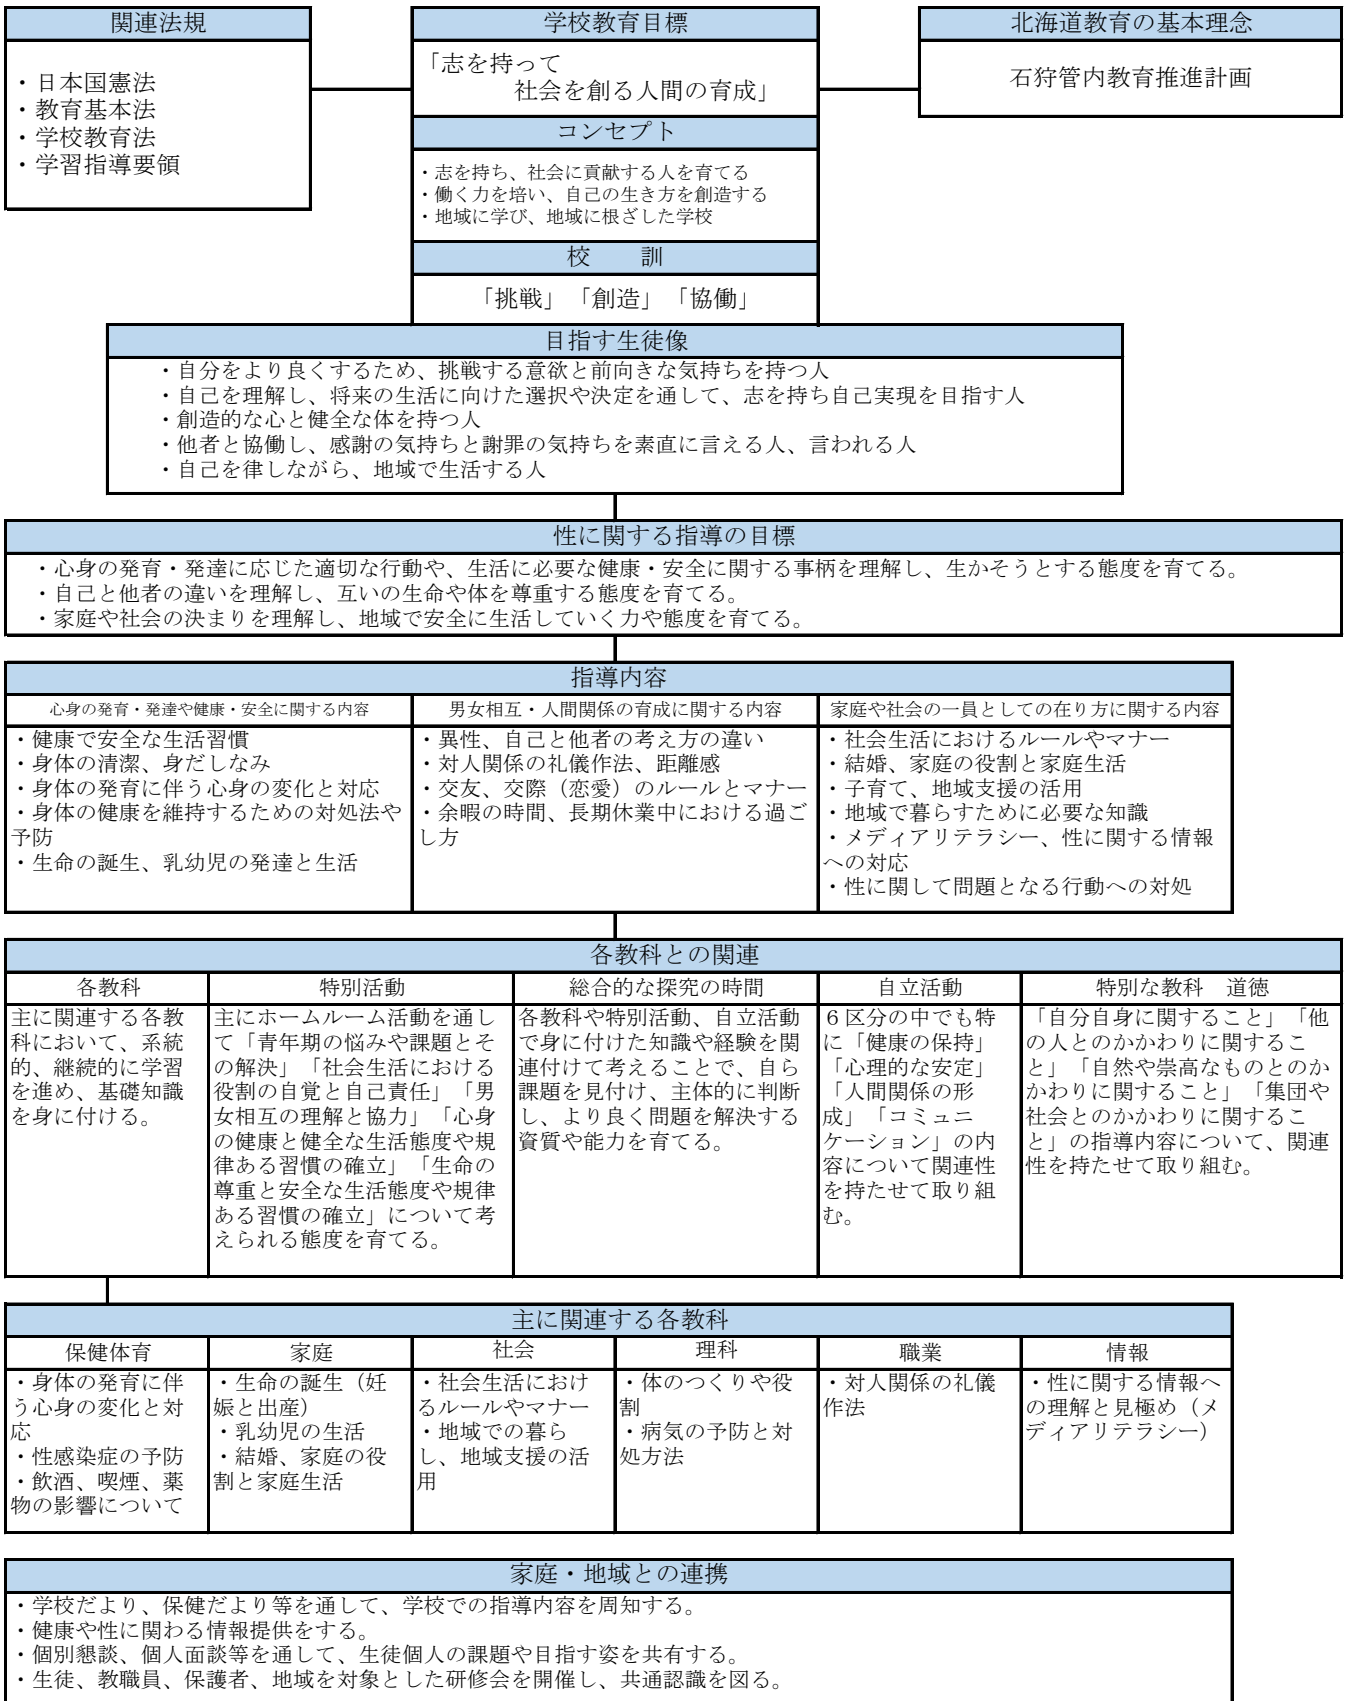 関連法規
・日本国憲法
・教育基本法
・学校教育法
・学習指導要領
学校教育目標
「志を持って
社会を創る人間の育成」
コンセプト
・志を持ち、社会に貢献する人を育てる
・働く力を培い、自己の生き方を創造する
・地域に学び、地域に根ざした学校
校　　訓
「挑戦」「創造」「協働」
北海道教育の基本理念
石狩管内教育推進計画
目指す生徒像
・自分をより良くするため、挑戦する意欲と前向きな気持ちを持つ人
・自己を理解し、将来の生活に向けた選択や決定を通して、志を持ち自己実現を目指す人
・創造的な心と健全な体を持つ人
・他者と協働し、感謝の気持ちと謝罪の気持ちを素直に言える人、言われる人
・自己を律しながら、地域で生活する人
性に関する指導の目標
・心身の発育・発達に応じた適切な行動や、生活に必要な健康・安全に関する事柄を理解し、生かそうとする態度を育てる。
・自己と他者の違いを理解し、互いの生命や体を尊重する態度を育てる。
・家庭や社会の決まりを理解し、地域で安全に生活していく力や態度を育てる。
指導内容
心身の発育・発達や健康・安全に関する内容
・健康で安全な生活習慣
・身体の清潔、身だしなみ
・身体の発育に伴う心身の変化と対応
・身体の健康を維持するための対処法や
予防
・生命の誕生、乳幼児の発達と生活
男女相互・人間関係の育成に関する内容
・異性、自己と他者の考え方の違い
・対人関係の礼儀作法、距離感
・交友、交際（恋愛）のルールとマナー
・余暇の時間、長期休業中における過ご
し方
家庭や社会の一員としての在り方に関する内容
・社会生活におけるルールやマナー
・結婚、家庭の役割と家庭生活
・子育て、地域支援の活用
・地域で暮らすために必要な知識
・メディアリテラシー、性に関する情報
への対応
・性に関して問題となる行動への対処
各教科との関連
各教科
主に関連する各教
科において、系統
的、継続的に学習
を進め、基礎知識
を身に付ける。
特別活動
主にホームルーム活動を通し
て「青年期の悩みや課題とそ
の解決」「社会生活における
役割の自覚と自己責任」「男
女相互の理解と協力」「心身
の健康と健全な生活態度や規
律ある習慣の確立」「生命の
尊重と安全な生活態度や規律
ある習慣の確立」について考
えられる態度を育てる。
総合的な探究の時間
各教科や特別活動、自立活動
で身に付けた知識や経験を関
連付けて考えることで、自ら
課題を見付け、主体的に判断
し、より良く問題を解決する
資質や能力を育てる。
自立活動
６区分の中でも特
に「健康の保持」
「心理的な安定」
「人間関係の形
成」「コミュニ
ケーション」の内
容について関連性
を持たせて取り組
む。
特別な教科　道徳
「自分自身に関すること」「他
の人とのかかわりに関するこ
と」「自然や崇高なものとのか
かわりに関すること」「集団や
社会とのかかわりに関するこ
と」の指導内容について、関連
性を持たせて取り組む。
主に関連する各教科
保健体育
・身体の発育に伴
う心身の変化と対
応
・性感染症の予防
・飲酒、喫煙、薬
物の影響について
家庭
・生命の誕生（妊
娠と出産）
・乳幼児の生活
・結婚、家庭の役
割と家庭生活
社会
・社会生活におけ
るルールやマナー
・地域での暮ら
し、地域支援の活
用
理科
・体のつくりや役
割
・病気の予防と対
処方法
職業
・対人関係の礼儀
作法
情報
・性に関する情報へ
の理解と見極め（メ
ディアリテラシー）
家庭・地域との連携
・学校だより、保健だより等を通して、学校での指導内容を周知する。
・健康や性に関わる情報提供をする。
・個別懇談、個人面談等を通して、生徒個人の課題や目指す姿を共有する。
・生徒、教職員、保護者、地域を対象とした研修会を開催し、共通認識を図る。